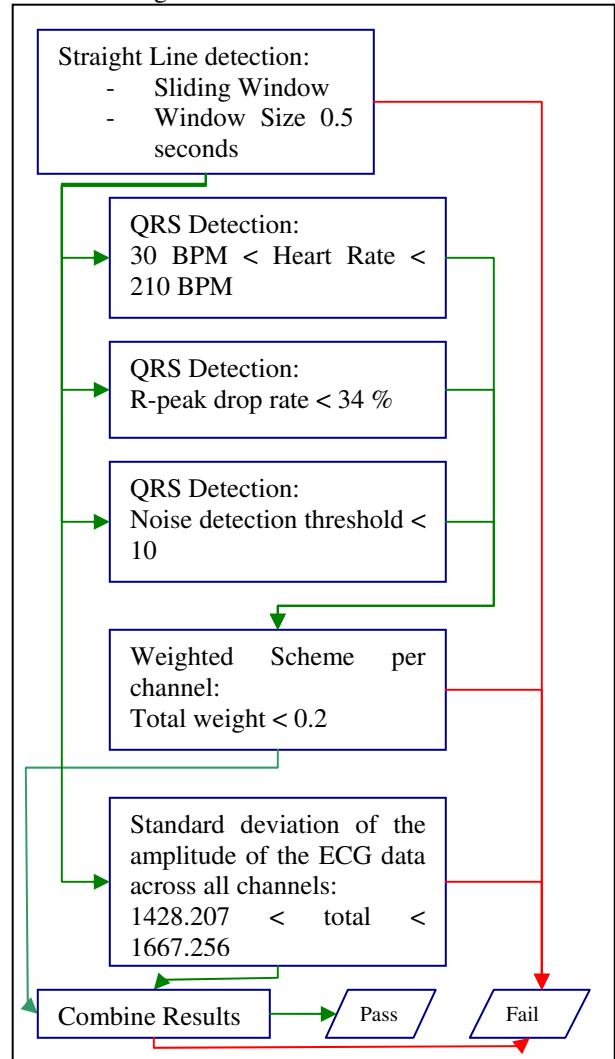 Straight Line detection:
- Sliding Window
- Window Size 0.5
seconds
QRS Detection:
30 BPM < Heart Rate <
210 BPM
QRS Detection:
R-peak drop rate < 34 %
QRS Detection:
Noise detection threshold <
10
Weighted Scheme per
channel:
Total weight < 0.2
Standard deviation of the
amplitude of the ECG data
across all channels:
1428.207 < total <
1667.256
Combine Results
Pass
Fail